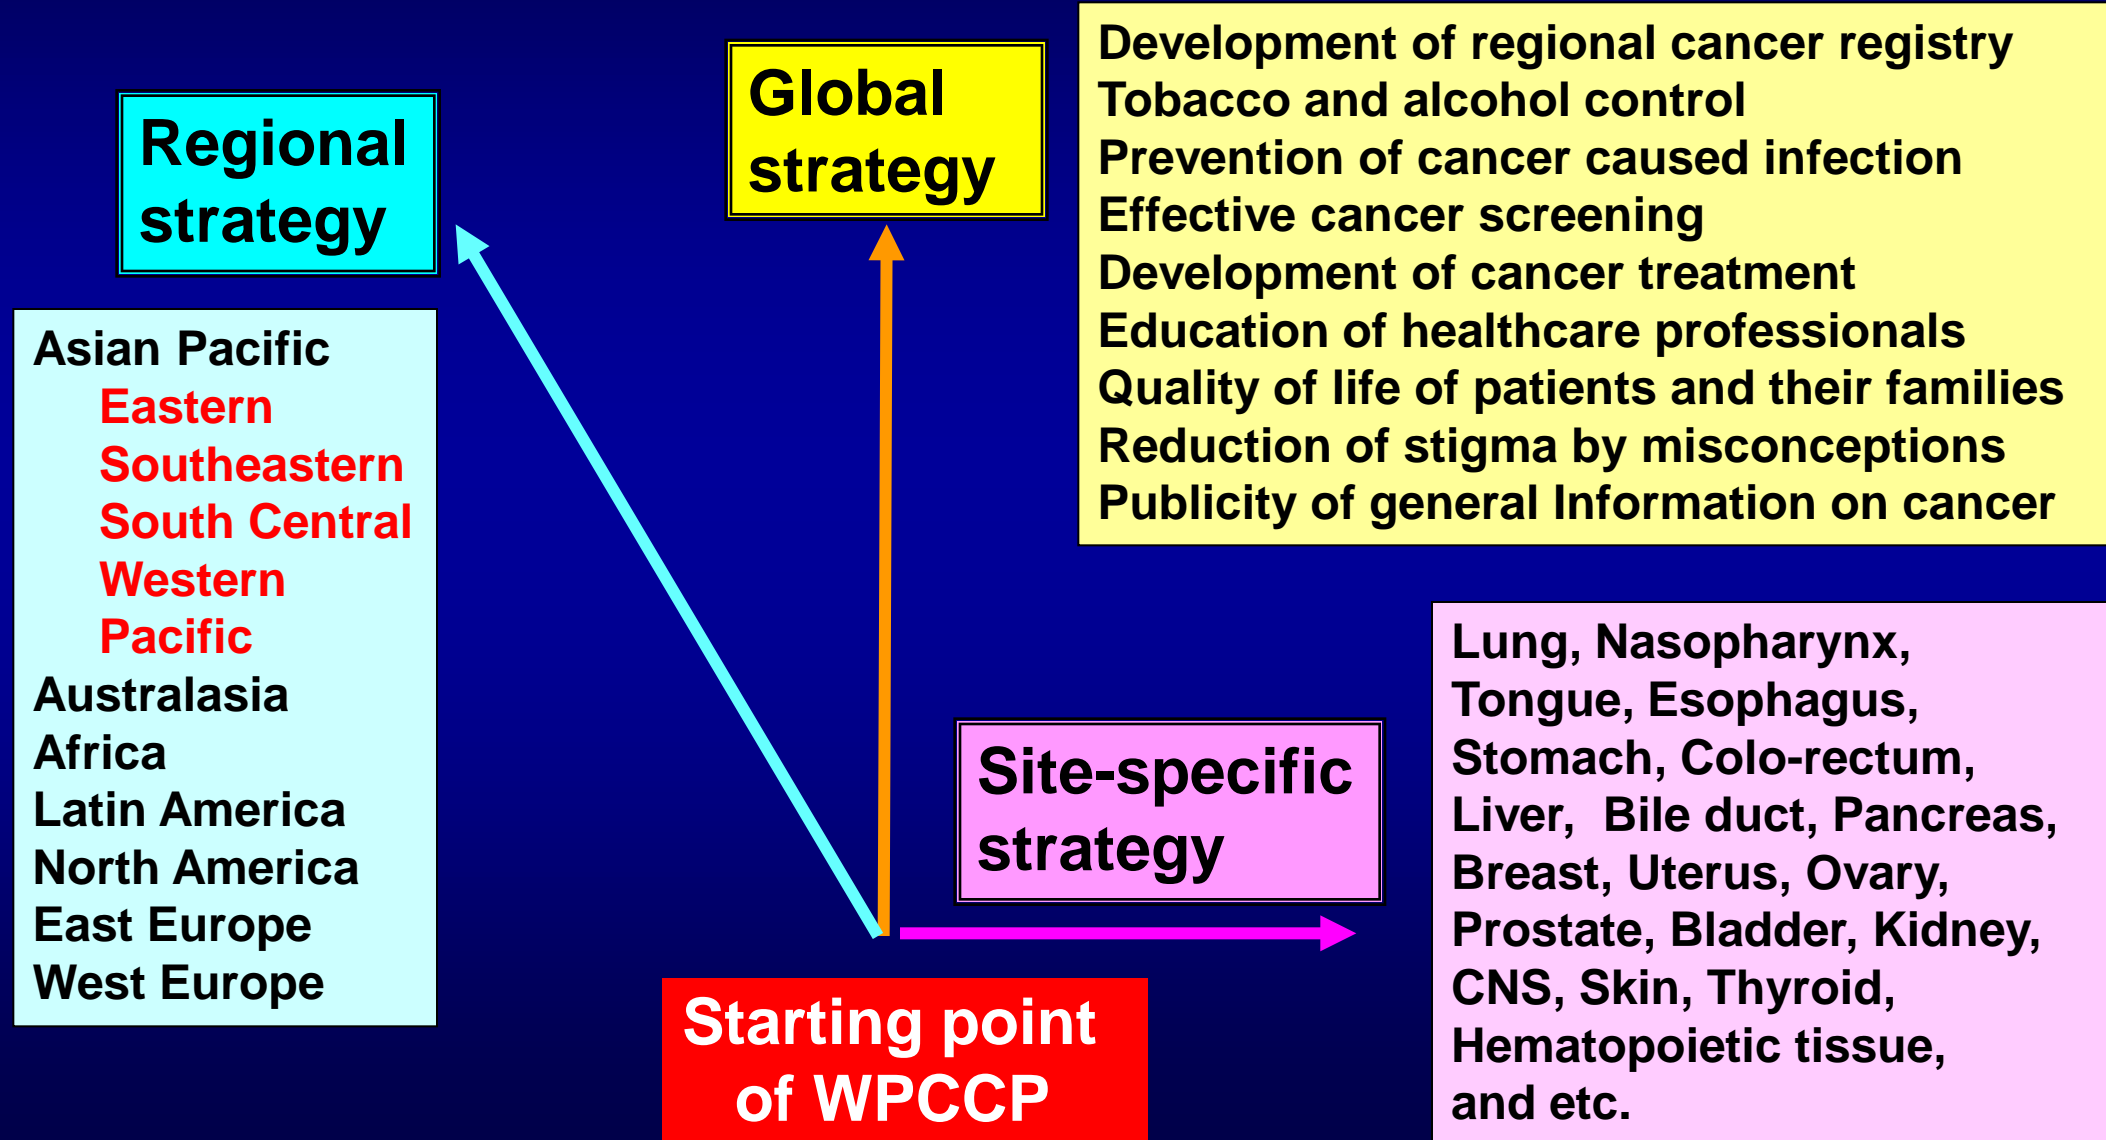 Regional
strategy
Asian Pacific
Eastern
Southeastern
South Central
Western
Pacific
Australasia
Africa
Latin America
North America
East Europe
West Europe
Global
strategy
Development of regional cancer registry
Tobacco and alcohol control
Prevention of cancer caused infection
Effective cancer screening
Development of cancer treatment
Education of healthcare professionals
Quality of life of patients and their families
Reduction of stigma by misconceptions
Publicity of general Information on cancer
Site-specific
strategy
Lung, Nasopharynx,
Tongue, Esophagus,
Stomach, Colo-rectum,
Liver,  Bile duct, Pancreas,
Breast, Uterus, Ovary,
Prostate, Bladder, Kidney,
CNS, Skin, Thyroid,
Hematopoietic tissue,
and etc.
Starting point
of WPCCP